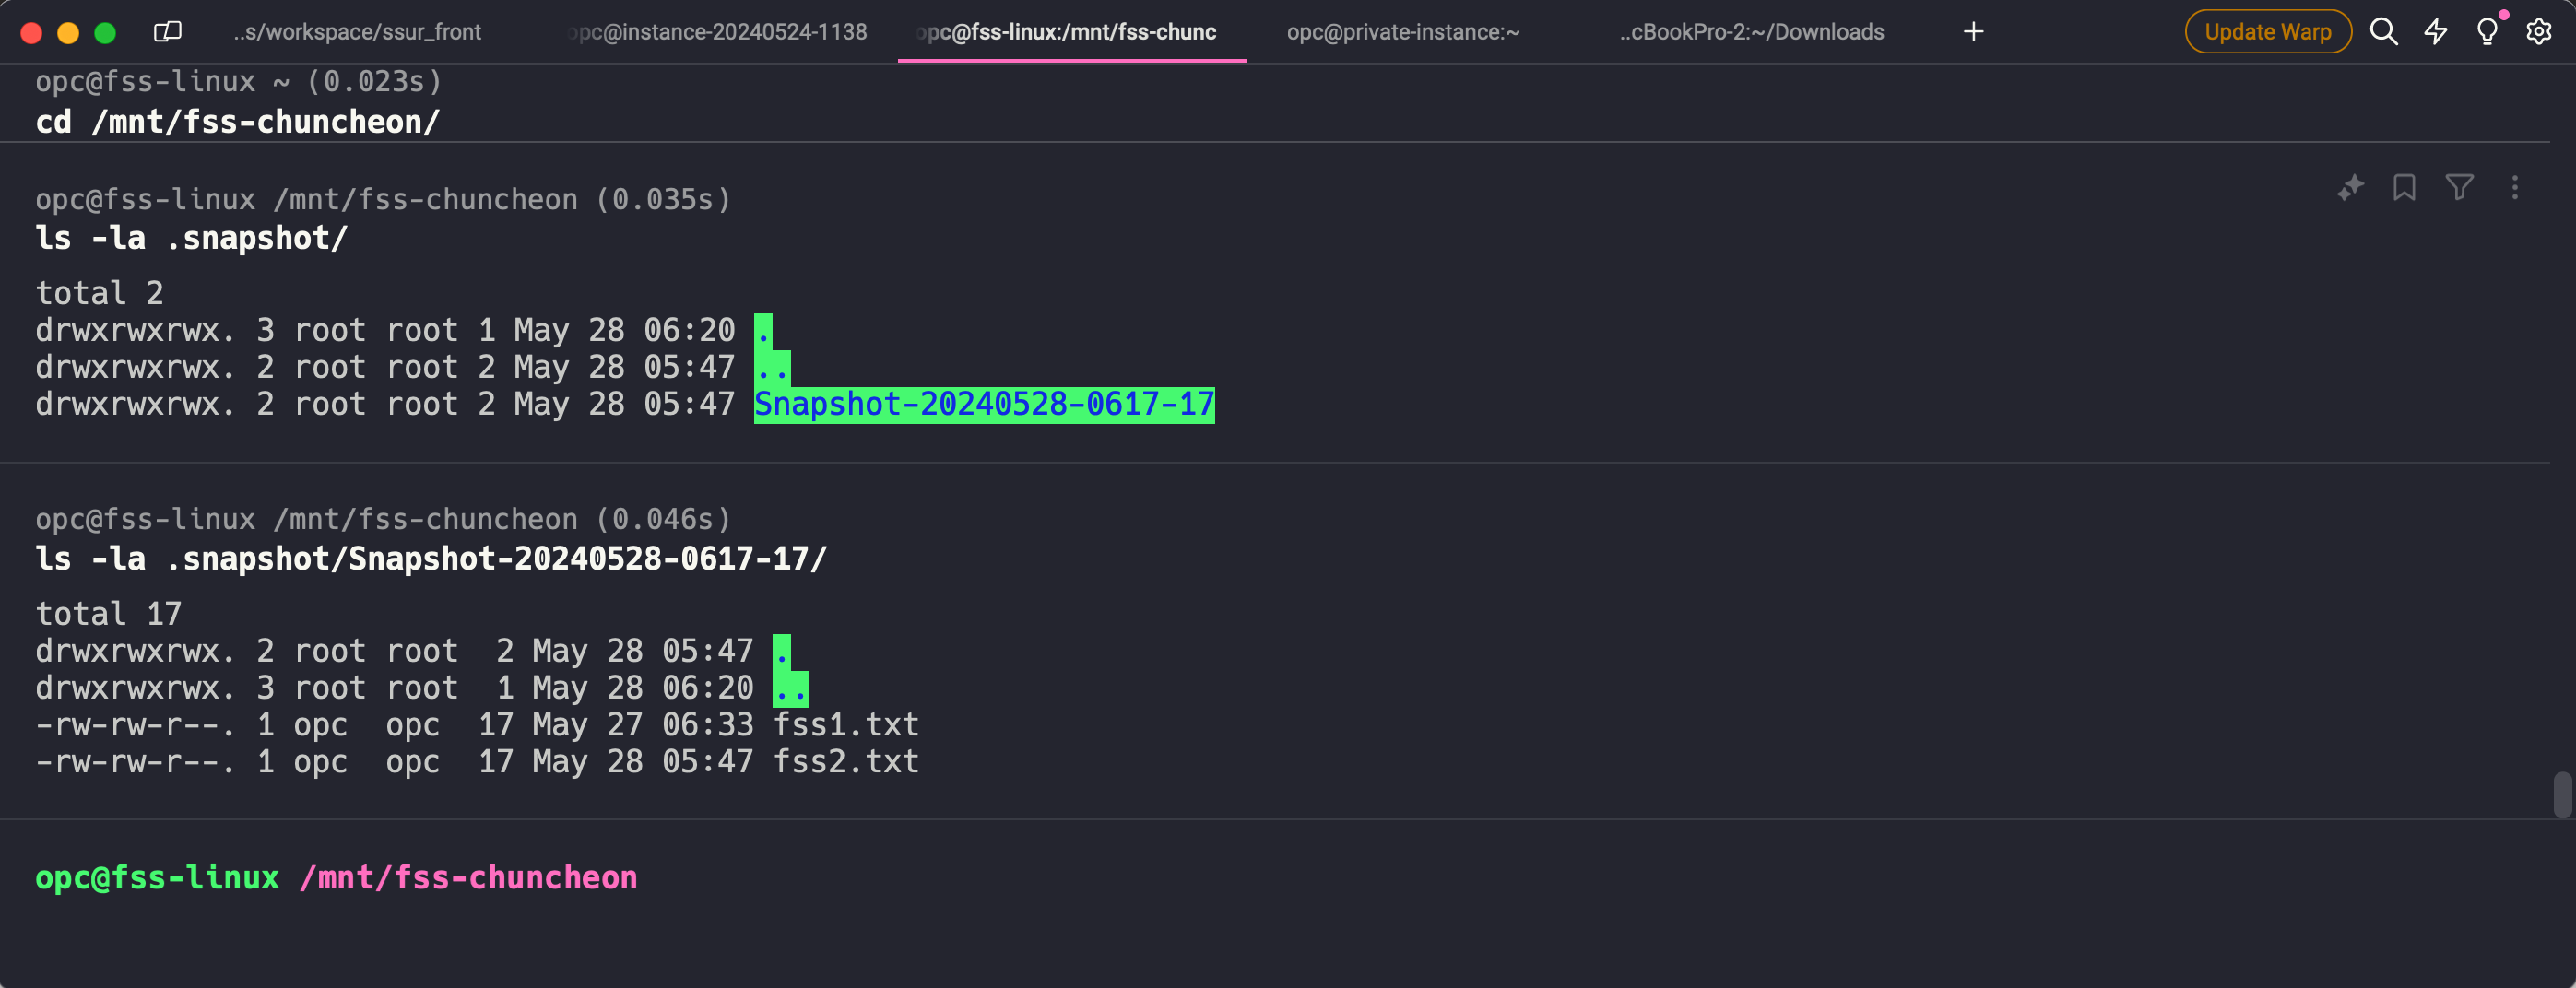 ..s/workspace/ssur_front
opc@instance-20240524-1138
opc@fss-linux:/mnt/fss-chunc
opc@private-instance:~
..cBookPro-2:~/Downloads
+
Update Warp
opc@fss-linux ~ (0.023s)
cd /mnt/fss-chuncheon/
opc@fss-linux /mnt/fss-chuncheon (0.035s)
ls -la .snapshot/
total 2
drwxrwxrwx. 3 root root 1 May 28 06:20 .
drwxrwxrwx. 2 root root 2 May 28 05:47 ..
drwxrwxrwx. 2 root root 2 May 28 05:47 Snapshot-20240528-0617-17
opc@fss-linux /mnt/fss-chuncheon (0.046s)
ls -la .snapshot/Snapshot-20240528-0617-17/
total 17
drwxrwxrwx. 2 root root  2 May 28 05:47 .
drwxrwxrwx. 3 root root  1 May 28 06:20 ..
-rw-rw-r--. 1 opc  opc  17 May 27 06:33 fss1.txt
-rw-rw-r--. 1 opc  opc  17 May 28 05:47 fss2.txt
opc@fss-linux /mnt/fss-chuncheon